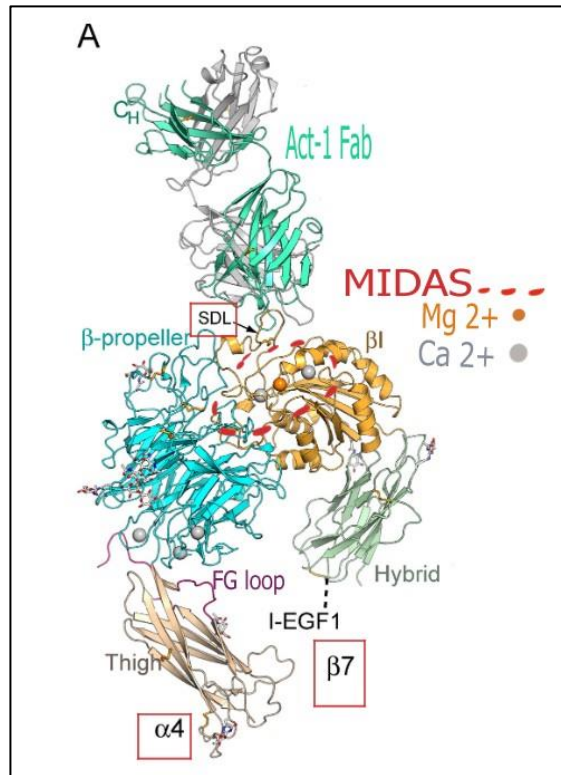 A
CH
Act-1 Fab
MIDAS
SDL
Mg 2+
β-propeller
βI
Ca 2+
FG loop
Hybrid
I-EGF1
Thigh
β7
α4